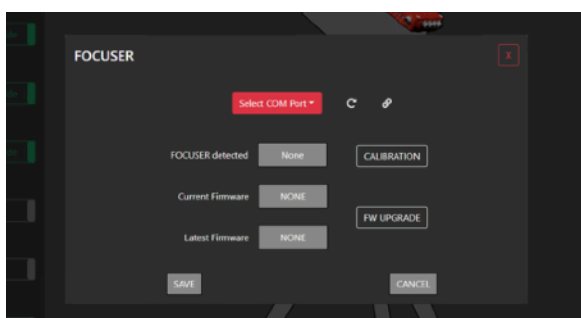 FOCUSER
X
Select COM Port
FOCUSER detected None CALIBRATION
Current Firmware NONE
FW UPGRADE
Latest Firmware NONE
SAVE CANCEL